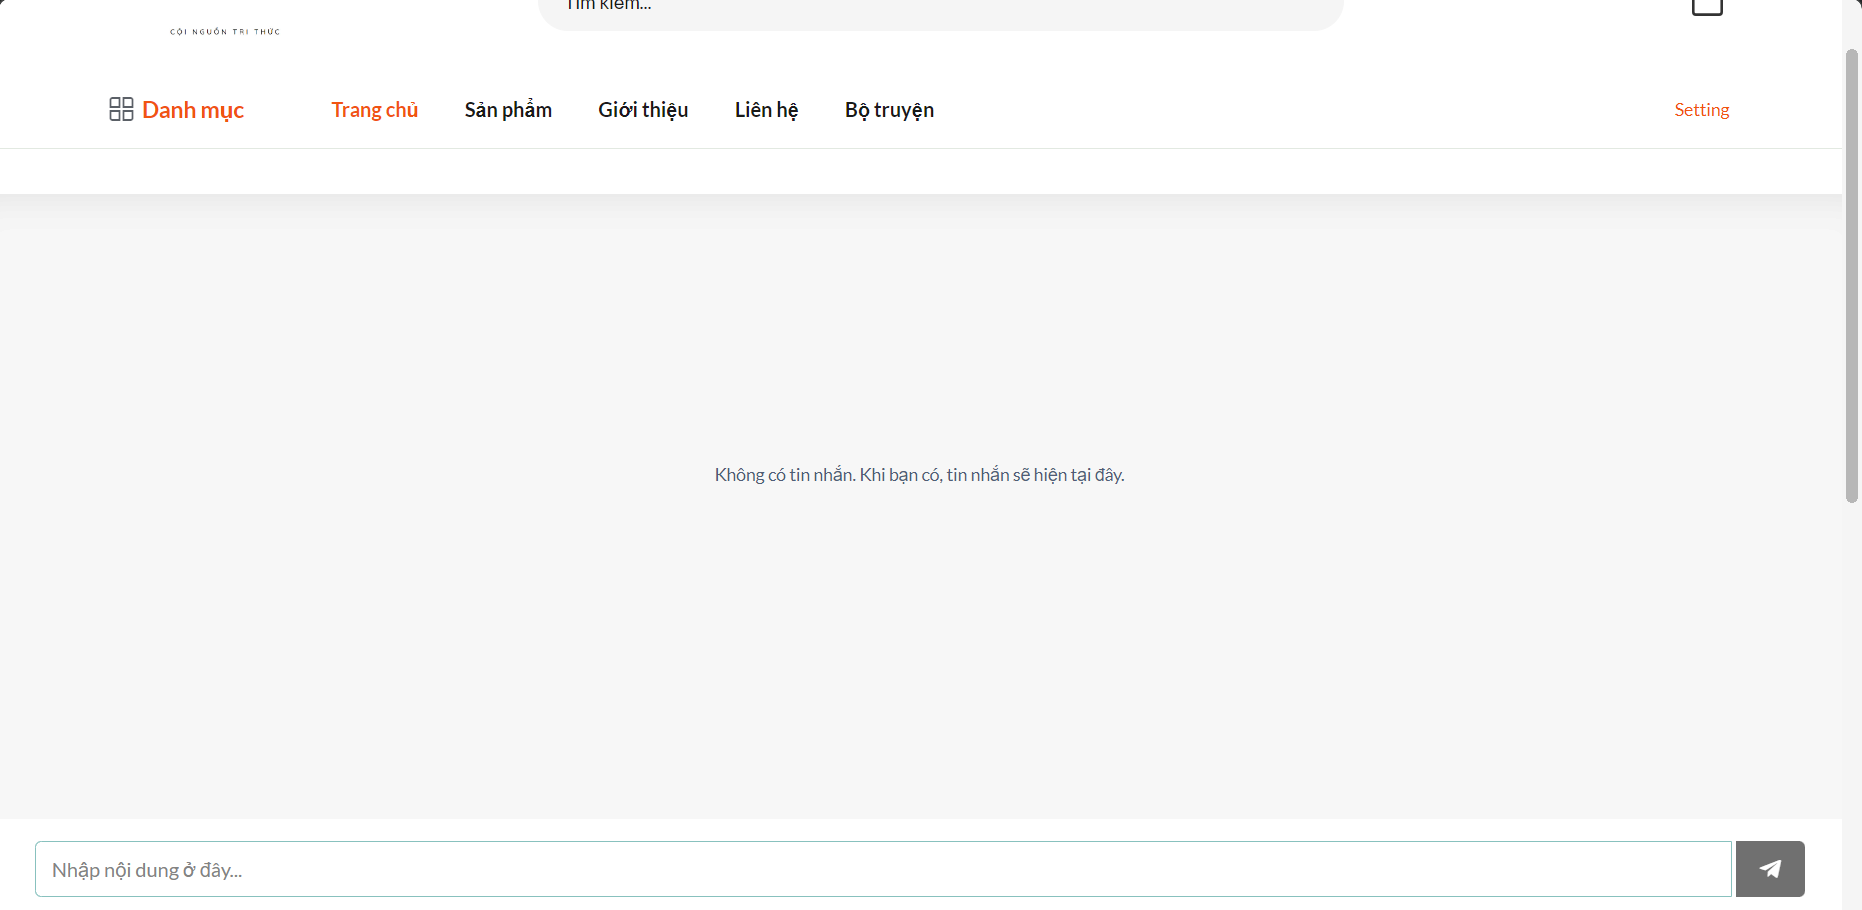 Tìm kiếm...
CỘI NGUỒN TRI THỨC
Danh mục Trang chủ Sản phẩm Giới thiệu Liên hệ Bộ truyện Setting
Không có tin nhắn. Khi bạn có, tin nhắn sẽ hiện tại đây.
Nhập nội dung ở đây...